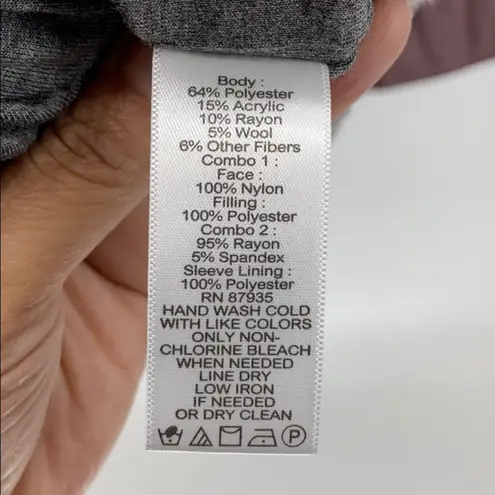 Body :
64% Polyester
15% Acrylic
10% Rayon
5% Wool
6% Other Fibers
Combo 1 :
Face :
100% Nylon
Filling :
100% Polyester
Combo 2 :
95% Rayon
5% Spandex
Sleeve Lining :
100% Polyester
RN 87935
HAND WASH COLD
WITH LIKE COLORS
ONLY NON-
CHLORINE BLEACH
WHEN NEEDED
LINE DRY
LOW IRON
IF NEEDED
OR DRY CLEAN
P